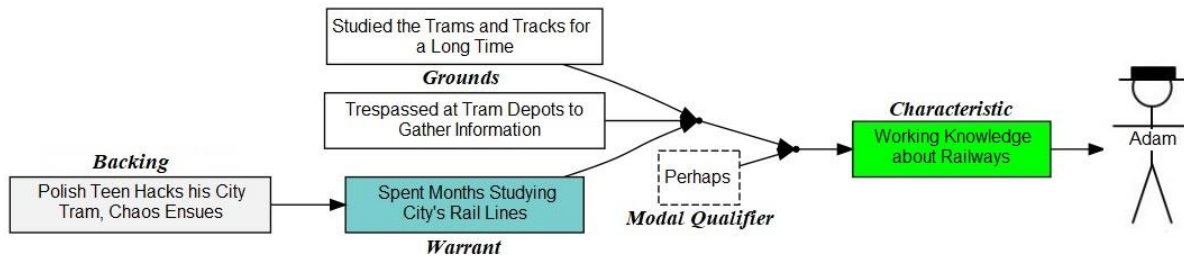 Studied the Trams and Tracks for
a Long Time
Grounds
Trespassed at Tram Depots to
Gather Information
Backing
Polish Teen Hacks his City
Tram, Chaos Ensues
Spent Months Studying
City's Rail Lines
Warrant
Perhaps
Modal Qualifier
Characteristic
Working Knowledge
about Railways
Adam